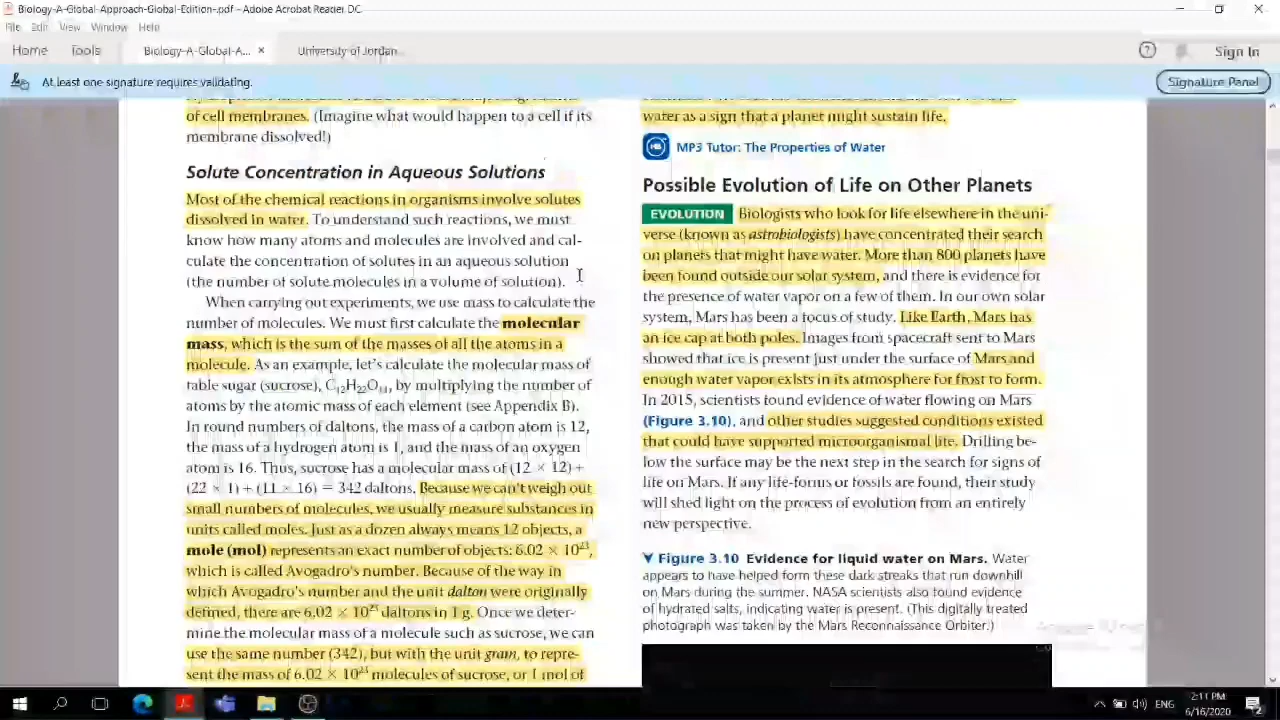 Biology-A-Global-Approach-Global-Edition-.pdf - Adobe Acrobat Reader DC
File Edit View Window Help
Home Tools Biology-A-Global-A... × University of Jordan Sign In
At least one signature requires validating. Signature Panel
of cell membranes. (Imagine what would happen to a cell if its
membrane dissolved!)
Solute Concentration in Aqueous Solutions
Most of the chemical reactions in organisms involve solutes
dissolved in water. To understand such reactions, we must
know how many atoms and molecules are involved and cal-
culate the concentration of solutes in an aqueous solution
(the number of solute molecules in a volume of solution).
When carrying out experiments, we use mass to calculate the
number of molecules. We must first calculate the molecular
mass, which is the sum of the masses of all the atoms in a
molecule. As an example, let's calculate the molecular mass of
table sugar (sucrose), C₁₂H₂₂O₁₁, by multiplying the number of
atoms by the atomic mass of each element (see Appendix B).
In round numbers of daltons, the mass of a carbon atom is 12,
the mass of a hydrogen atom is 1, and the mass of an oxygen
atom is 16. Thus, sucrose has a molecular mass of (12 × 12) +
(22 × 1) + (11 × 16) = 342 daltons. Because we can't weigh out
small numbers of molecules, we usually measure substances in
units called moles. Just as a dozen always means 12 objects, a
mole (mol) represents an exact number of objects: 6.02 × 10²³,
which is called Avogadro's number. Because of the way in
which Avogadro's number and the unit dalton were originally
defined, there are 6.02 × 10²³ daltons in 1 g. Once we deter-
mine the molecular mass of a molecule such as sucrose, we can
use the same number (342), but with the unit gram, to repre-
sent the mass of 6.02 × 10²³ molecules of sucrose, or 1 mol of
water as a sign that a planet might sustain life.
MP3 Tutor: The Properties of Water
Possible Evolution of Life on Other Planets
EVOLUTION Biologists who look for life elsewhere in the uni-
verse (known as astrobiologists) have concentrated their search
on planets that might have water. More than 800 planets have
been found outside our solar system, and there is evidence for
the presence of water vapor on a few of them. In our own solar
system, Mars has been a focus of study. Like Earth, Mars has
an ice cap at both poles. Images from spacecraft sent to Mars
showed that ice is present just under the surface of Mars and
enough water vapor exists in its atmosphere for frost to form.
In 2015, scientists found evidence of water flowing on Mars
(Figure 3.10), and other studies suggested conditions existed
that could have supported microorganismal life. Drilling be-
low the surface may be the next step in the search for signs of
life on Mars. If any life-forms or fossils are found, their study
will shed light on the process of evolution from an entirely
new perspective.
▼ Figure 3.10 Evidence for liquid water on Mars. Water
appears to have helped form these dark streaks that run downhill
on Mars during the summer. NASA scientists also found evidence
of hydrated salts, indicating water is present. (This digitally treated
photograph was taken by the Mars Reconnaissance Orbiter.)
ENG 2:11 PM
6/16/2020